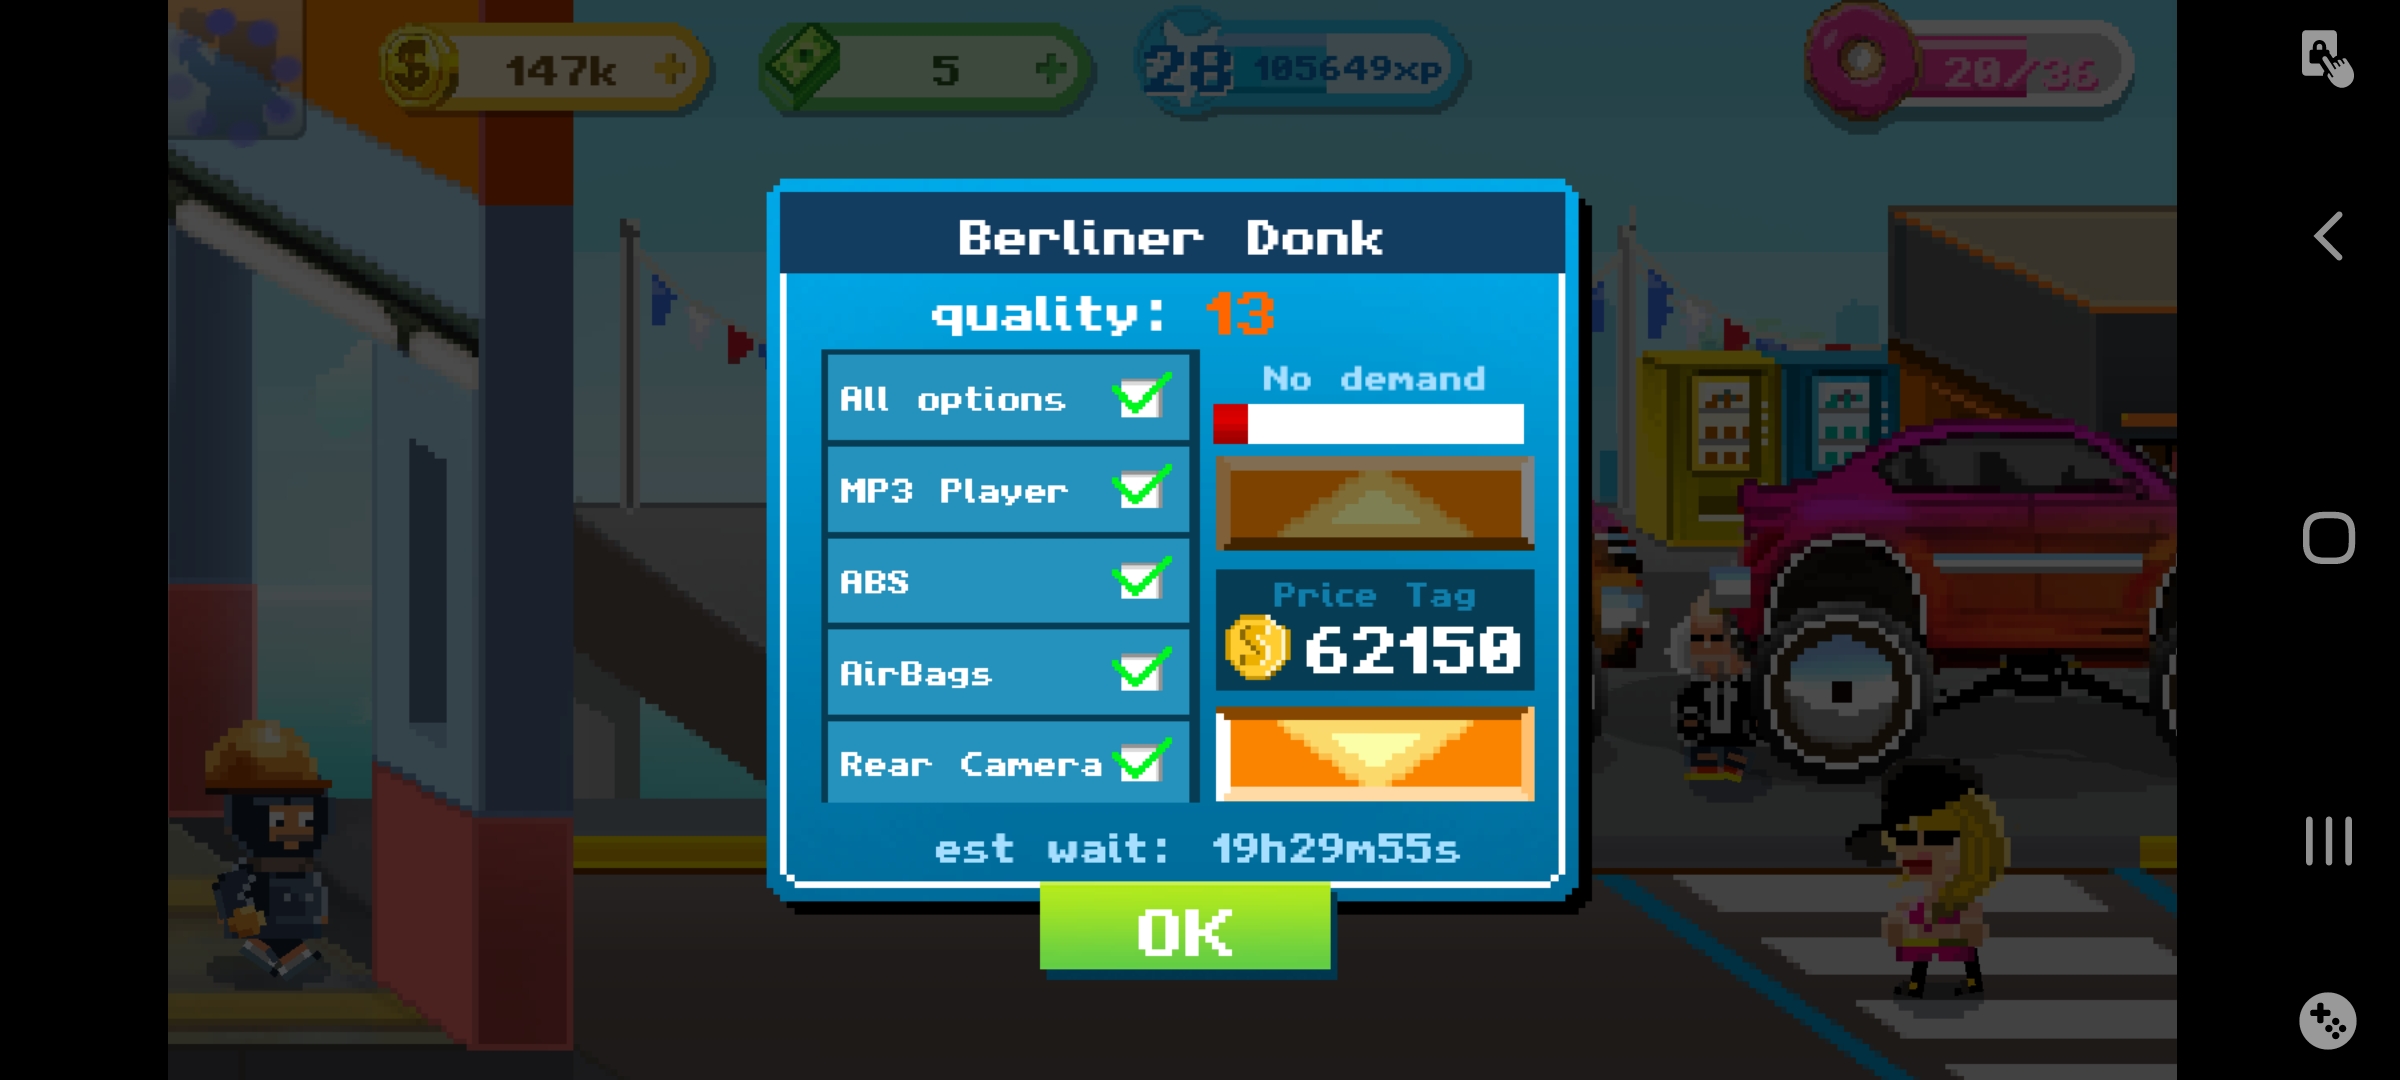 147k
5
28 105649xp
20/36
Berliner Donk
quality: 13
All options
MP3 Player
ABS
AirBags
Rear Camera
No demand
Price Tag
62150
est wait: 19h29m55s
OK